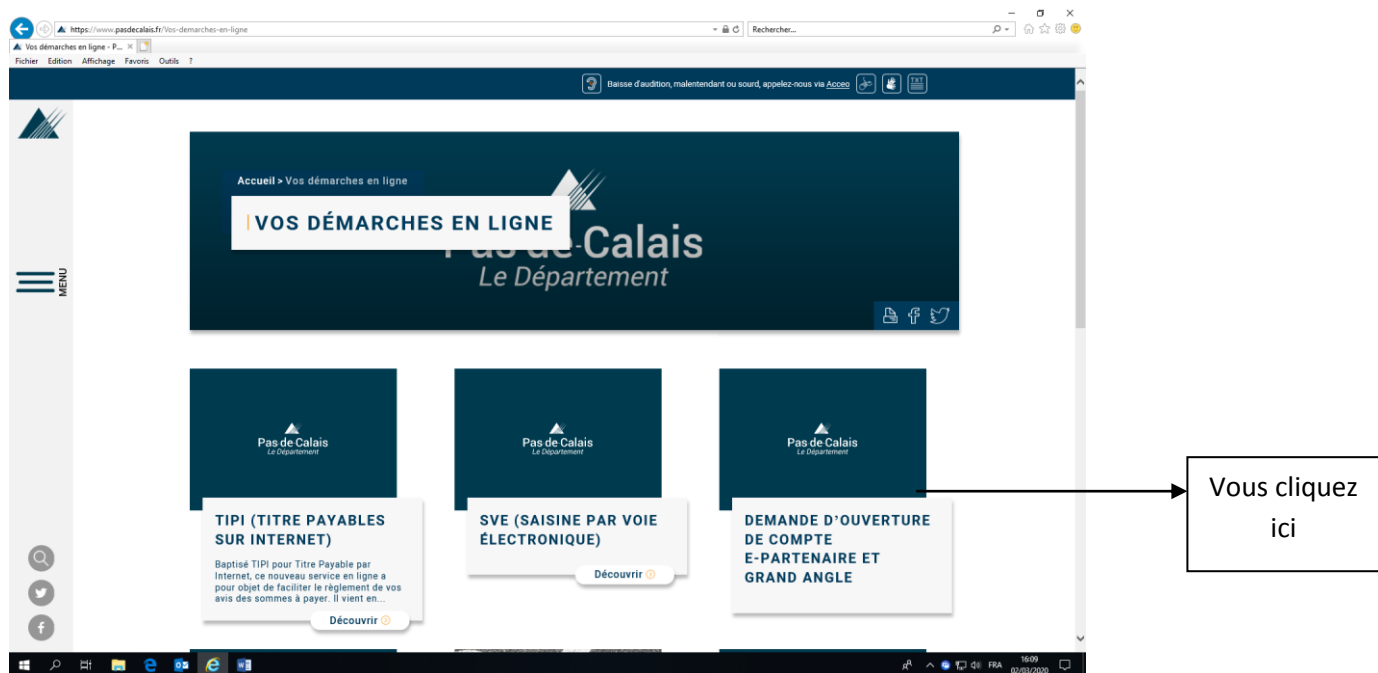 https://www.pasdecalais.fr/Vos-demarches-en-ligne
Rechercher...
Vos démarches en ligne - P...
Fichier Edition Affichage Favoris Outils ?
Baisse d'audition, malentendant ou sourd, appelez-nous via Acceo
TXT
Accueil > Vos démarches en ligne
VOS DÉMARCHES EN LIGNE
Pas de-Calais
Le Département
MENU
Pas de Calais
Le Département
TIPI (TITRE PAYABLES
SUR INTERNET)
Baptisé TIPI pour Titre Payable par
Internet, ce nouveau service en ligne a
pour objet de faciliter le règlement de vos
avis des sommes à payer. Il vient en...
Découvrir
Pas de Calais
Le Département
SVE (SAISINE PAR VOIE
ÉLECTRONIQUE)
Découvrir
Pas de Calais
Le Département
DEMANDE D'OUVERTURE
DE COMPTE
E-PARTENAIRE ET
GRAND ANGLE
Vous cliquez
ici
FRA
16:09
02/03/2020